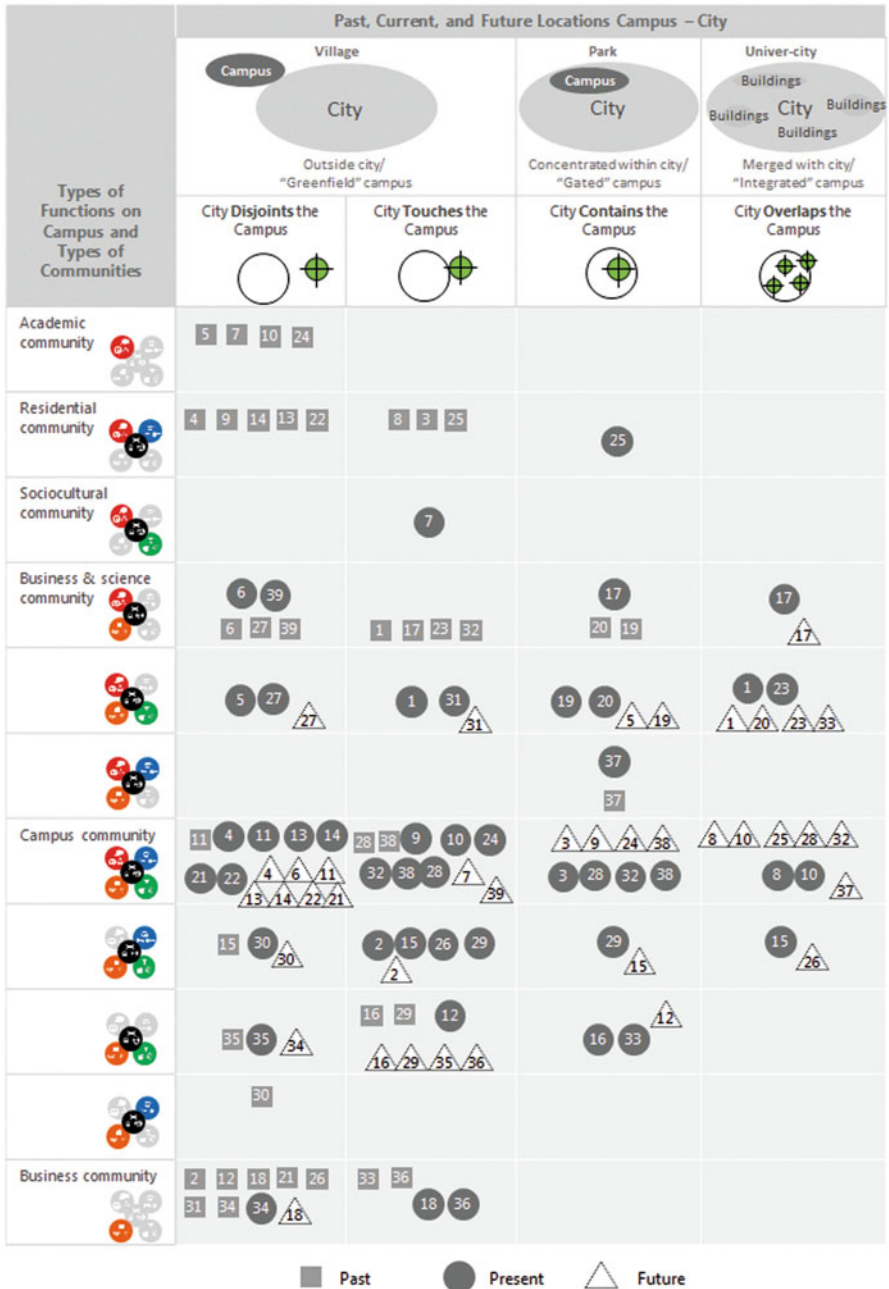 Past, Current, and Future Locations Campus – City
Types of
Functions on
Campus and
Types of
Communities
Village
Campus
City
Outside city/
“Greenfield” campus
Park
Campus
City
Concentrated within city/
“Gated” campus
Univer-city
Buildings
Buildings City Buildings
Buildings
Merged with city/
“Integrated” campus
City Disjoints the
Campus
City Touches the
Campus
City Contains the
Campus
City Overlaps the
Campus
Academic
community
5 7 10 24
Residential
community
4 9 14 13 22
8 3 25
25
Sociocultural
community
7
Business & science
community
6 39
6 27 39
1 17 23 32
17
20 19
17
17
5 27
27
1 31
31
19 20
5 19
1 23
1 20 23 33
37
37
Campus community
11 4 11 13 14
21 22 4 6 11
13 14 22 21
28 38 9 10 24
32 38 28 7
39
3 9 24 38
3 28 32 38
8 10 25 28 32
8 10
37
15 30
30
2 15 26 29
2
29
15
15
26
35 35 34
16 29 12
16 29 35 36
12
16 33
30
Business community
2 12 18 21 26
31 34 34 18
33 36
18 36
Past Present Future